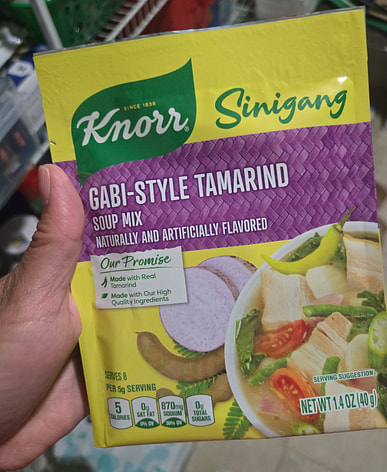 SINCE 1838
Knorr®
Sinigang
GABI-STYLE TAMARIND
SOUP MIX
NATURALLY AND ARTIFICIALLY FLAVORED
Our Promise
Made with Real
Tamarind
Made with Our High
Quality Ingredients
SERVES 8
PER 5g SERVING
5
CALORIES
0g
SAT FAT
0% DV
870mg
SODIUM
38% DV
0g
TOTAL
SUGARS
SERVING SUGGESTION
NET WT 1.4 OZ (40 g)